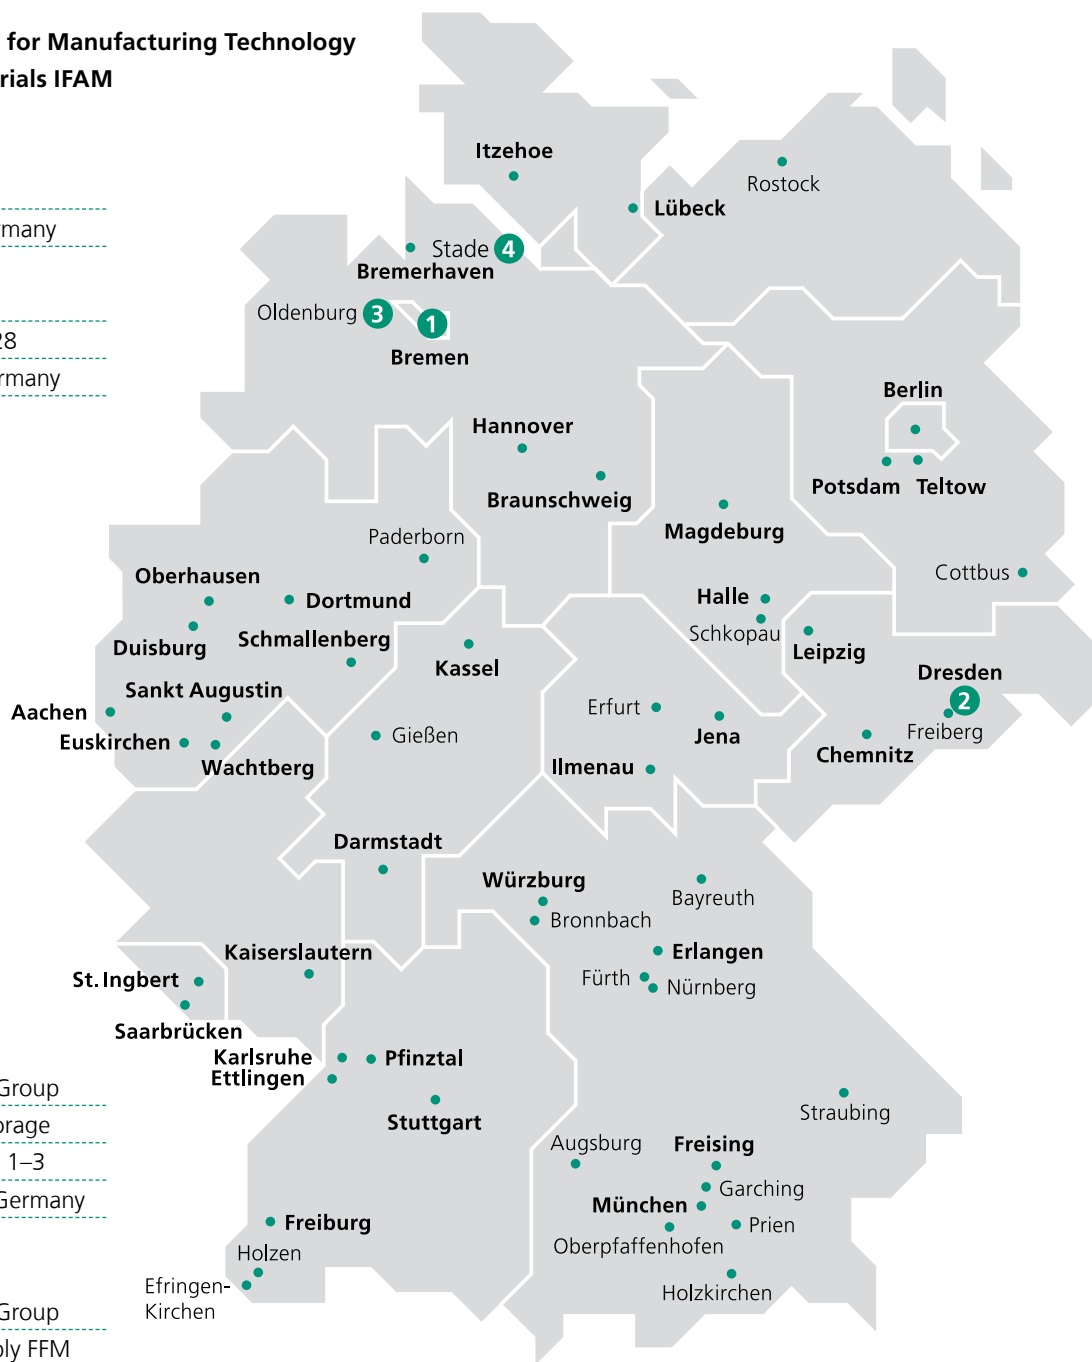 for Manufacturing Technology
rials IFAM
Itzehoe
Rostock
Lübeck
rmany
Stade 4
Bremerhaven
Oldenburg 3
1
28
Bremen
rmany
Berlin
Hannover
Potsdam Teltow
Braunschweig
Magdeburg
Paderborn
Cottbus
Oberhausen
Halle
Dortmund
Schkopau
Schmallenberg
Duisburg
Leipzig
Kassel
Dresden
Sankt Augustin
2
Aachen
Erfurt
Freiberg
Gießen
Jena
Euskirchen
Chemnitz
Wachtberg
Ilmenau
Darmstadt
Würzburg
Bayreuth
Bronnbach
Kaiserslautern
Erlangen
St. Ingbert
Fürth
Nürnberg
Saarbrücken
Karlsruhe
Pfinztal
Ettlingen
Group
Straubing
Stuttgart
orage
Augsburg
Freising
1–3
Garching
Germany
München
Freiburg
Prien
Oberpfaffenhofen
Holzen
Efringen-
Kirchen
Holzkirchen
Group
bly FFM